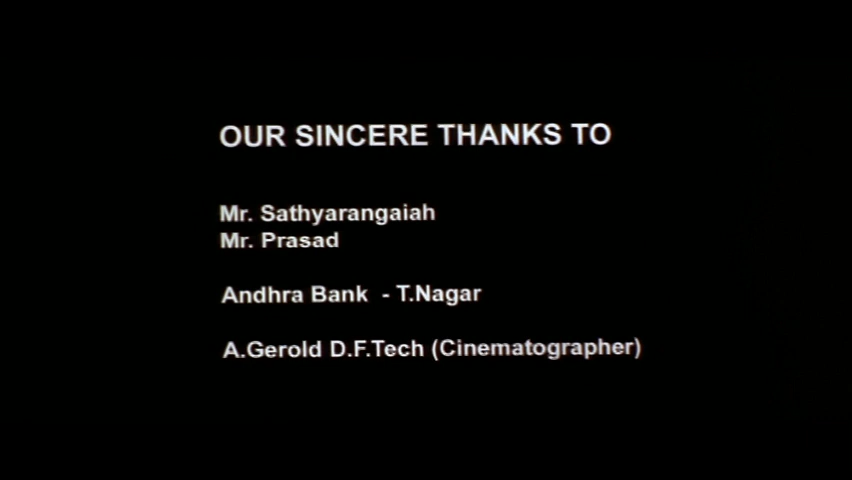 OUR SINCERE THANKS TO
Mr. Sathyarangaiah
Mr. Prasad
Andhra Bank - T.Nagar
A.Gerold D.F.Tech (Cinematographer)